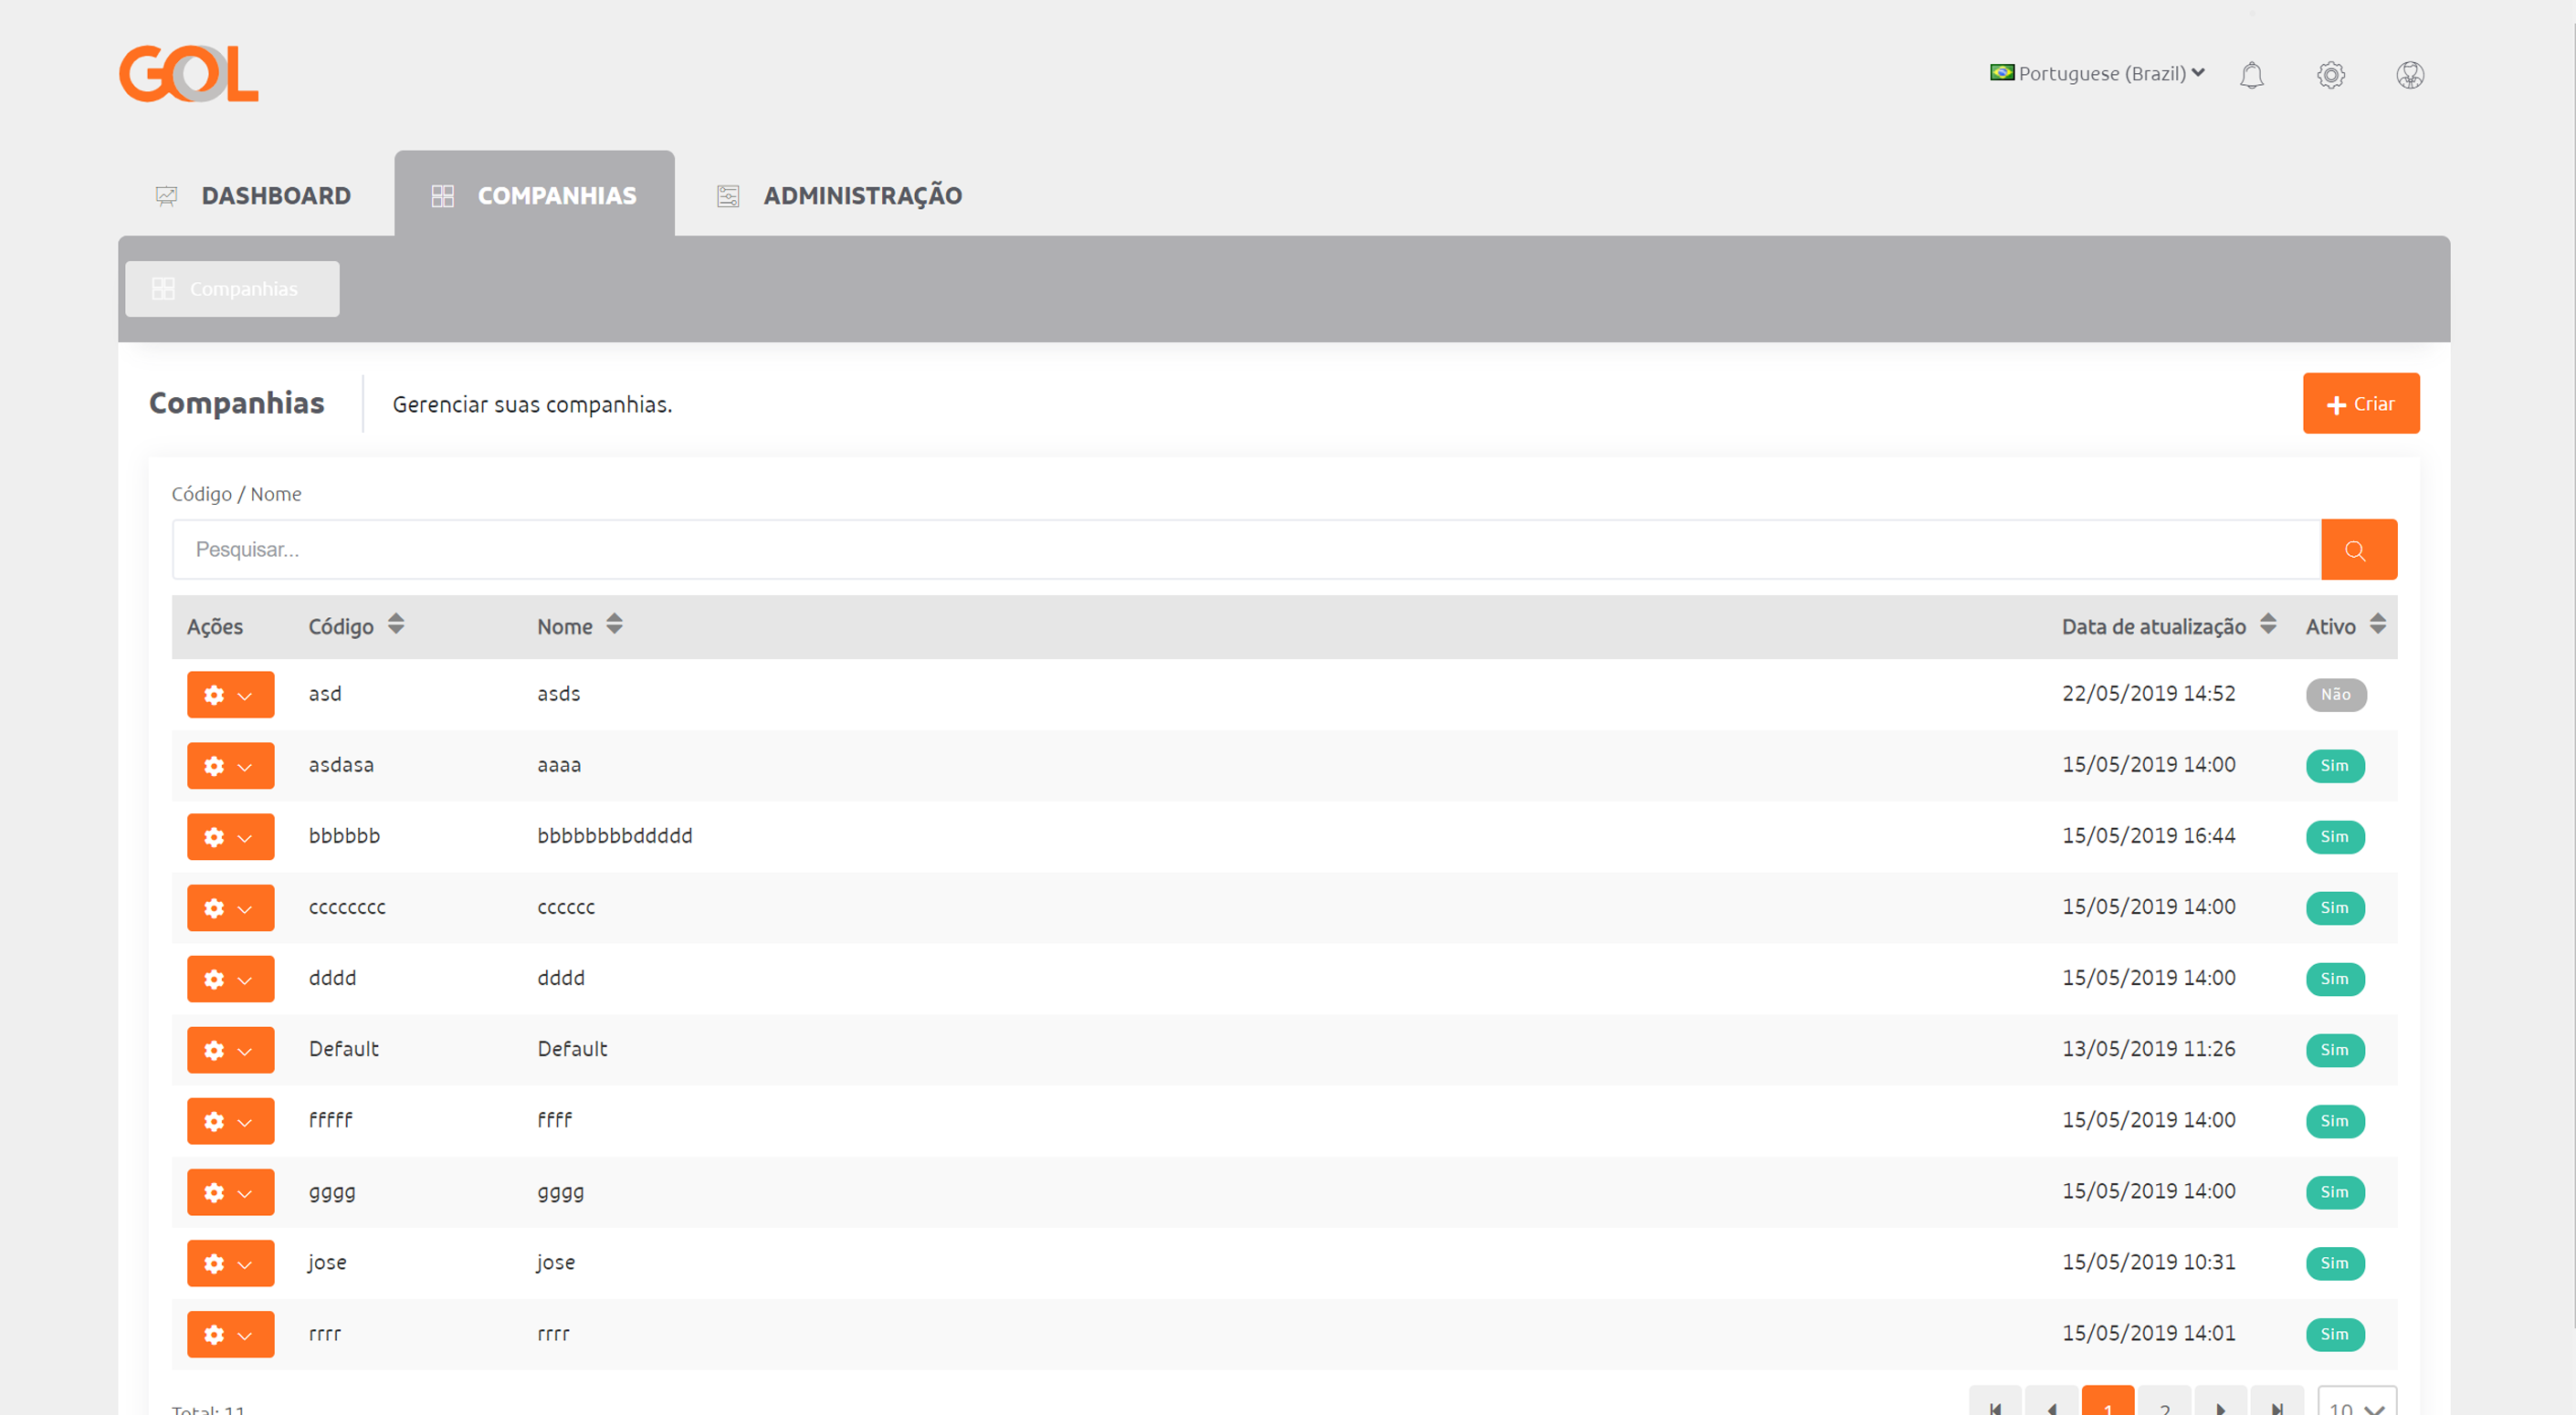 GOL
Portuguese (Brazil)
DASHBOARD COMPANHIAS ADMINISTRAÇÃO
Companhias
Companhias Gerenciar suas companhias. Criar
Código / Nome
Pesquisar...
Ações Código Nome Data de atualização Ativo
asd asds 22/05/2019 14:52 Não
asdasa aaaa 15/05/2019 14:00 Sim
bbbbbb bbbbbbbbddddd 15/05/2019 16:44 Sim
cccccccc cccccc 15/05/2019 14:00 Sim
dddd dddd 15/05/2019 14:00 Sim
Default Default 13/05/2019 11:26 Sim
fffff ffff 15/05/2019 14:00 Sim
gggg gggg 15/05/2019 14:00 Sim
jose jose 15/05/2019 10:31 Sim
rrrr rrrr 15/05/2019 14:01 Sim
Total: 11 1 2 10